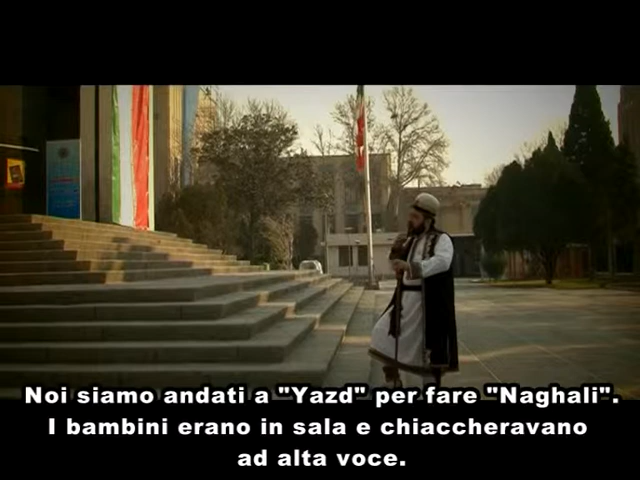 Noi siamo andati a "Yazd" per fare "Naghali".
I bambini erano in sala e chiaccheravano
ad alta voce.